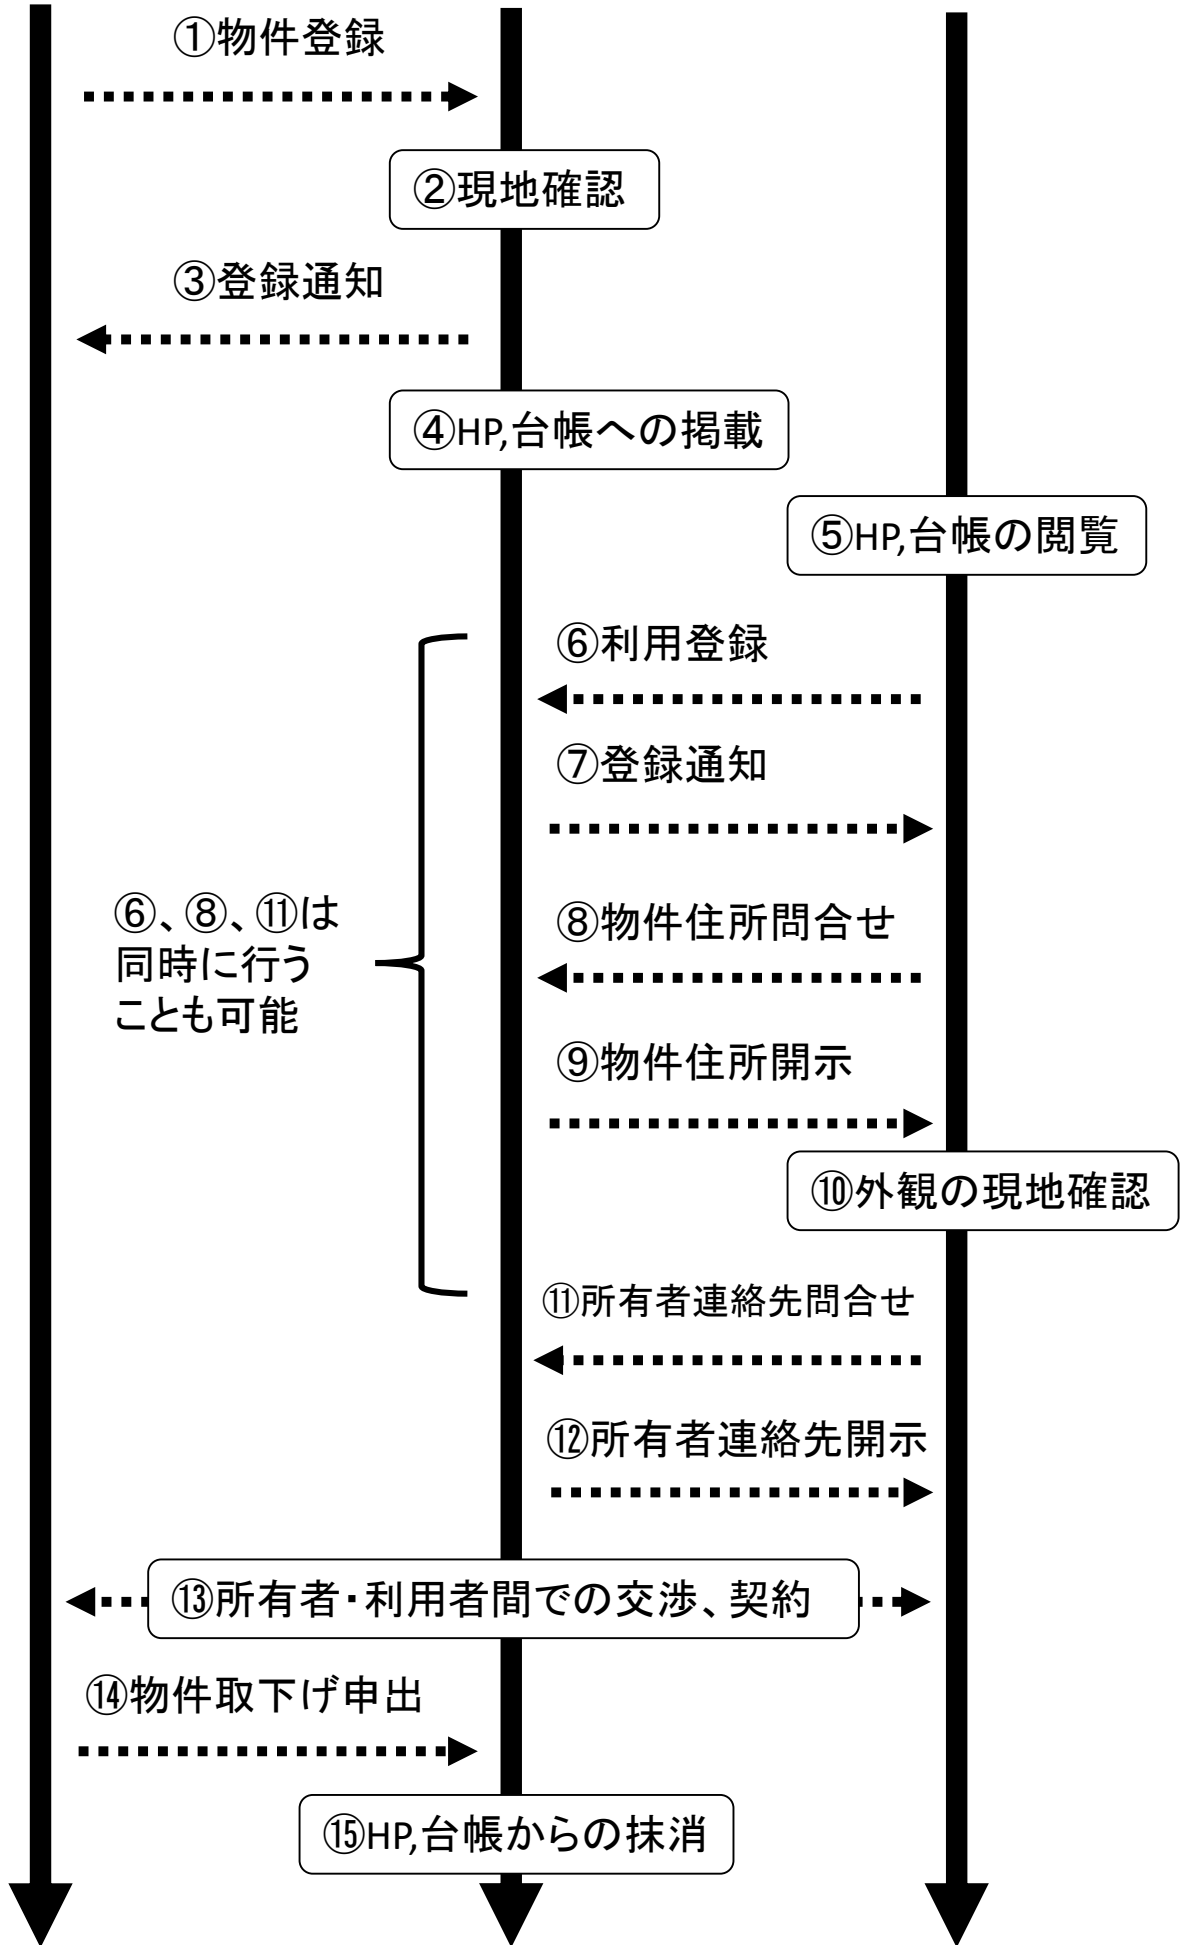 ①物件登録
②現地確認
③登録通知
④HP,台帳への掲載
⑤HP,台帳の閲覧
⑥利用登録
⑦登録通知
⑥、⑧、⑪は
同時に行う
ことも可能
⑧物件住所問合せ
⑨物件住所開示
⑩外観の現地確認
⑪所有者連絡先問合せ
⑫所有者連絡先開示
⑬所有者・利用者間での交渉、契約
⑭物件取下げ申出
⑮HP,台帳からの抹消